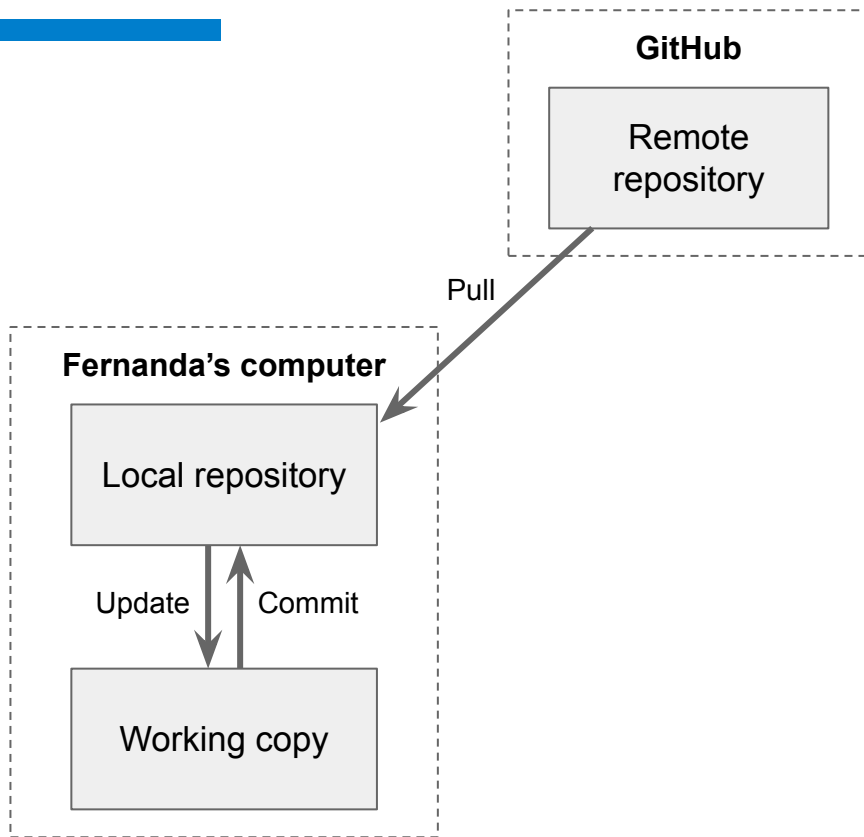 GitHub
Remote
repository
Pull
Fernanda’s computer
Local repository
Update
Commit
Working copy